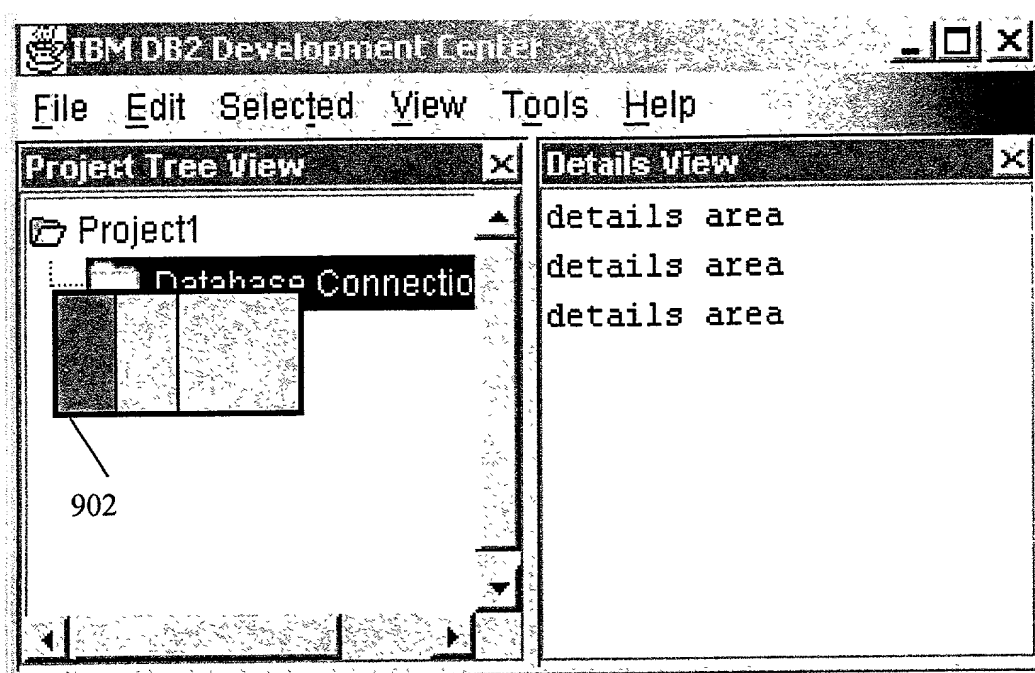 IBM DB2 Development Center
File Edit Selected View Tools Help
Project Tree View
Project1
Database Connectio
902
Details View
details area
details area
details area